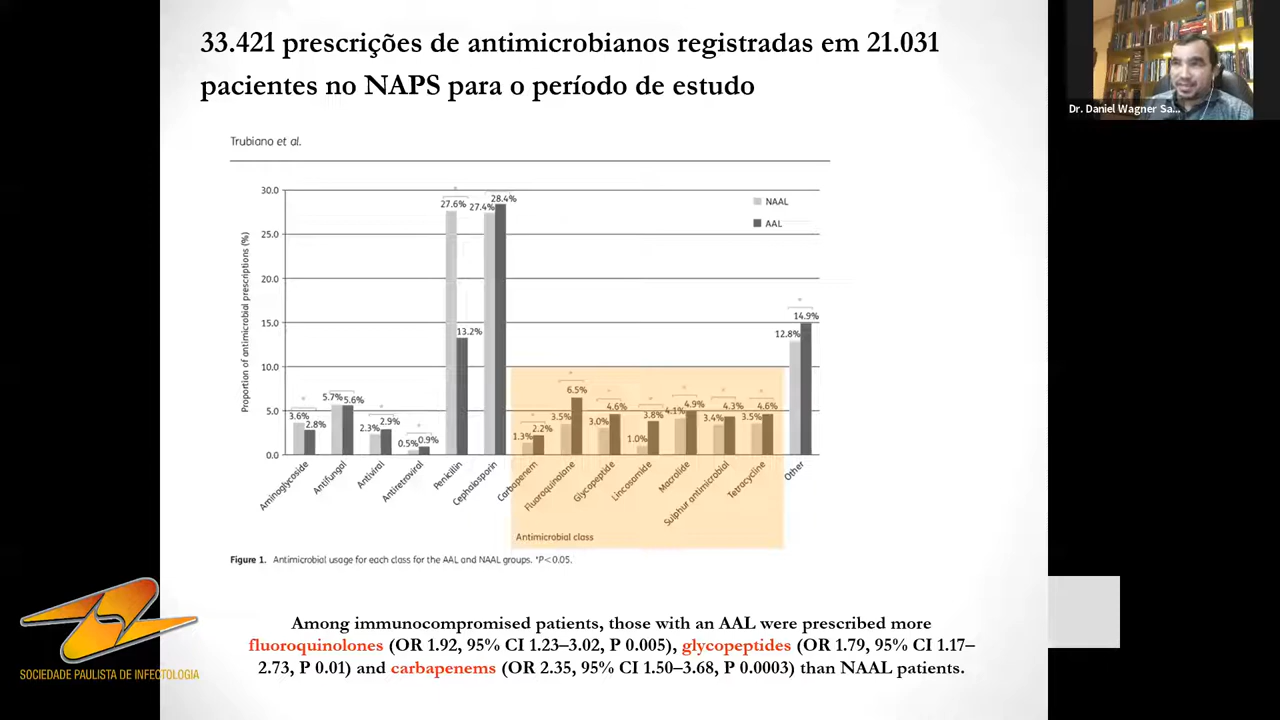 33.421 prescrições de antimicrobianos registradas em 21.031
pacientes no NAPS para o período de estudo
Dr. Daniel Wagner Sa...
Trubiano et al.
30.0
25.0
20.0
15.0
10.0
5.0
0.0
Proportion of antimicrobial prescriptions (%)
NAAL
AAL
3.6%
2.8%
5.7%
5.6%
2.3%
2.9%
0.5%
0.9%
27.6%
13.2%
27.4%
28.4%
1.3%
2.2%
3.5%
6.5%
3.0%
4.6%
1.0%
3.8%
4.1%
4.9%
3.4%
4.3%
3.5%
4.6%
12.8%
14.9%
Aminoglycoside
Antifungal
Antiviral
Antiretroviral
Penicillin
Cephalosporin
Carbapenem
Fluoroquinolone
Glycopeptide
Lincosamide
Macrolide
Sulphur antimicrobial
Tetracycline
Other
Antimicrobial class
Figure 1. Antimicrobial usage for each class for the AAL and NAAL groups. *P<0.05.
Among immunocompromised patients, those with an AAL were prescribed more
fluoroquinolones (OR 1.92, 95% CI 1.23–3.02, P 0.005), glycopeptides (OR 1.79, 95% CI 1.17–
2.73, P 0.01) and carbapenems (OR 2.35, 95% CI 1.50–3.68, P 0.0003) than NAAL patients.
SOCIEDADE PAULISTA DE INFECTOLOGIA